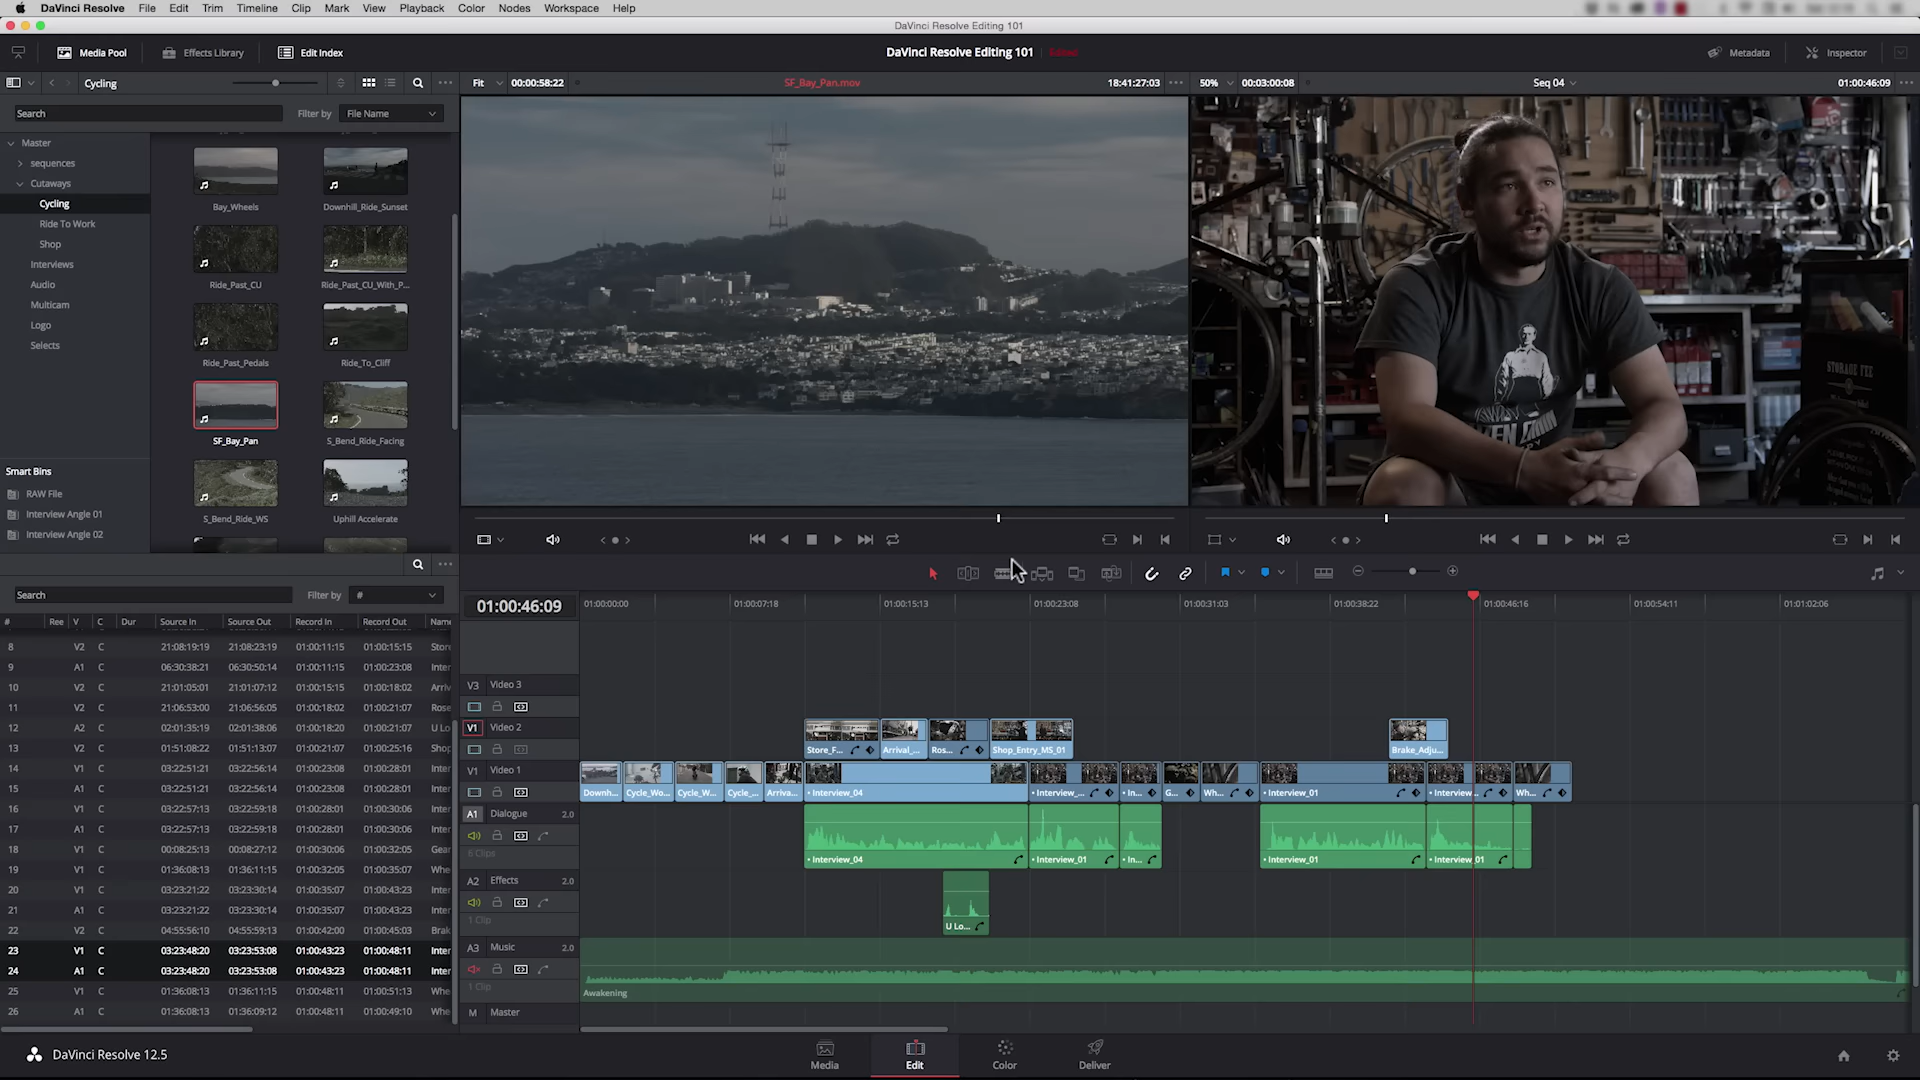 DaVinci Resolve File Edit Trim Timeline Clip Mark View Playback Color Nodes Workspace Help
DaVinci Resolve Editing 101
Media Pool Effects Library Edit Index DaVinci Resolve Editing 101 Edited Metadata Inspector
Cycling Fit 00:00:58:22 SF_Bay_Pan.mov 18:41:27:03 50% 00:03:00:08 Seq 04 01:00:46:09
Search Filter by File Name
Master
sequences
Cutaways
Cycling
Ride To Work
Shop
Interviews
Audio
Multicam
Logo
Selects
Bay_Wheels Downhill_Ride_Sunset
Ride_Past_CU Ride_Past_CU_With_P...
Ride_Past_Pedals Ride_To_Cliff
SF_Bay_Pan S_Bend_Ride_Facing
S_Bend_Ride_WS Uphill Accelerate
Smart Bins
RAW File
Interview Angle 01
Interview Angle 02
STORAGE FEE
Search Filter by #
# Ree V C Dur Source In Source Out Record In Record Out Name
8 V2 C 21:08:19:19 21:08:23:19 01:00:11:15 01:00:15:15 Store
9 A1 C 06:30:38:21 06:30:50:14 01:00:11:15 01:00:23:08 Inter
10 V2 C 21:01:05:01 21:01:07:12 01:00:15:15 01:00:18:02 Arriv
11 V2 C 21:06:53:00 21:06:56:05 01:00:18:02 01:00:21:07 Rose
12 A2 C 02:01:35:19 02:01:38:06 01:00:18:20 01:00:21:07 U Lo
13 V2 C 01:51:08:22 01:51:13:07 01:00:21:07 01:00:25:16 Shop
14 V1 C 03:22:51:21 03:22:56:14 01:00:23:08 01:00:28:01 Inter
15 A1 C 03:22:51:21 03:22:56:14 01:00:23:08 01:00:28:01 Inter
16 V1 C 03:22:57:13 03:22:59:18 01:00:28:01 01:00:30:06 Inter
17 A1 C 03:22:57:13 03:22:59:18 01:00:28:01 01:00:30:06 Inter
18 V1 C 00:08:25:13 00:08:27:12 01:00:30:06 01:00:32:05 Gear
19 V1 C 01:36:08:13 01:36:11:15 01:00:32:05 01:00:35:07 Whe
20 V1 C 03:23:21:22 03:23:30:14 01:00:35:07 01:00:43:23 Inter
21 A1 C 03:23:21:22 03:23:30:14 01:00:35:07 01:00:43:23 Inter
22 V2 C 04:55:56:10 04:55:59:13 01:00:42:00 01:00:45:03 Brak
23 V1 C 03:23:48:20 03:23:53:08 01:00:43:23 01:00:48:11 Inter
24 A1 C 03:23:48:20 03:23:53:08 01:00:43:23 01:00:48:11 Inter
25 V1 C 01:36:08:13 01:36:11:15 01:00:48:11 01:00:51:13 Whe
26 A1 C 01:36:08:13 01:36:09:12 01:00:48:11 01:00:49:10 Whe
01:00:46:09 01:00:00:00 01:00:07:18 01:00:15:13 01:00:23:08 01:00:31:03 01:00:38:22 01:00:46:16 01:00:54:11 01:01:02:06
V3 Video 3
V1 Video 2
Store_F... Arrival_... Ros... Shop_Entry_MS_01 Brake_Adju...
V1 Video 1
Downh... Cycle_Wo... Cycle_W... Cycle_... Arriva... • Interview_04 • Interview_... • In... G... Wh... • Interview_01 • Interview... Wh...
A1 Dialogue 2.0
6 Clips
• Interview_04 • Interview_01 • In... • Interview_01 • Interview_01
A2 Effects 2.0
1 Clip
U Lo...
A3 Music 2.0
1 Clip
Awakening
M Master
DaVinci Resolve 12.5 Media Edit Color Deliver